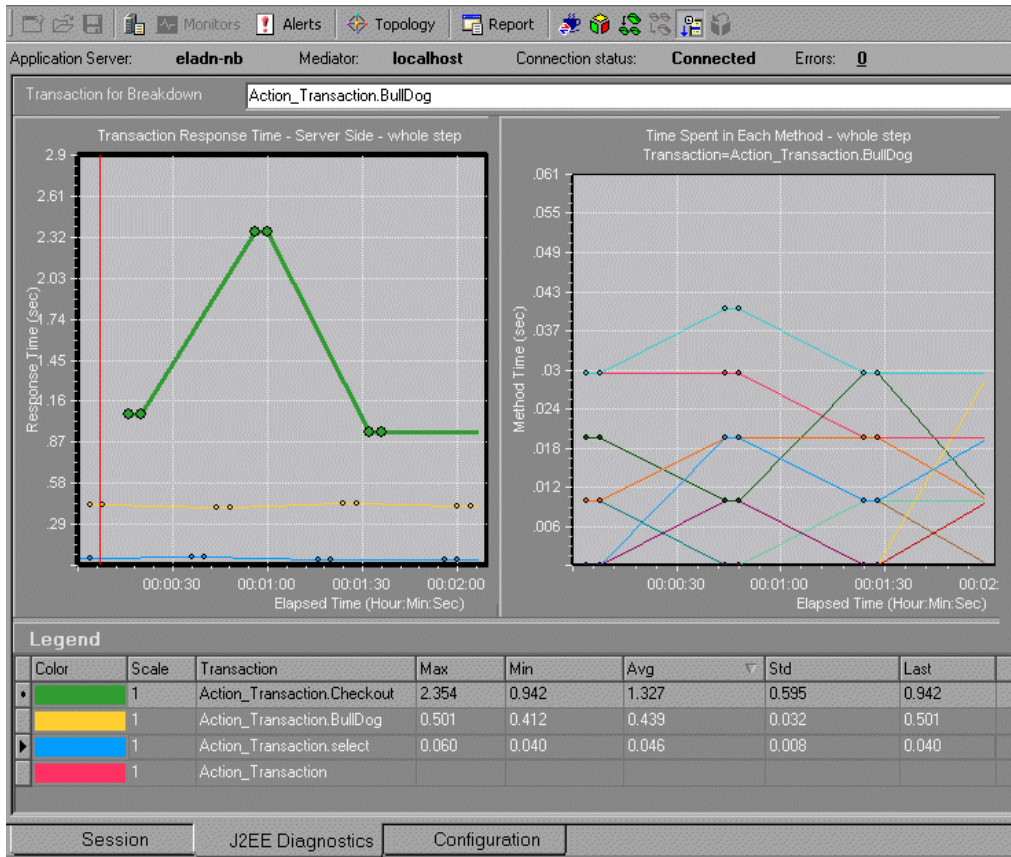 Monitors Alerts Topology Report
Application Server: eladn-nb Mediator: localhost Connection status: Connected Errors: 0
Transaction for Breakdown Action_Transaction.BullDog
Transaction Response Time - Server Side - whole step
2.9
2.61
2.32
2.03
1.74
1.45
1.16
.87
.58
.29
Response Time (sec)
00:00:30 00:01:00 00:01:30 00:02:00
Elapsed Time (Hour:Min:Sec)
Time Spent in Each Method - whole step
Transaction=Action_Transaction.BullDog
.061
.055
.049
.043
.037
.03
.024
.018
.012
.006
Method Time (sec)
00:00:30 00:01:00 00:01:30 00:02:
Elapsed Time (Hour:Min:Sec)
Legend
Color Scale Transaction Max Min Avg Std Last
1 Action_Transaction.Checkout 2.354 0.942 1.327 0.595 0.942
1 Action_Transaction.BullDog 0.501 0.412 0.439 0.032 0.501
1 Action_Transaction.select 0.060 0.040 0.046 0.008 0.040
1 Action_Transaction
Session J2EE Diagnostics Configuration